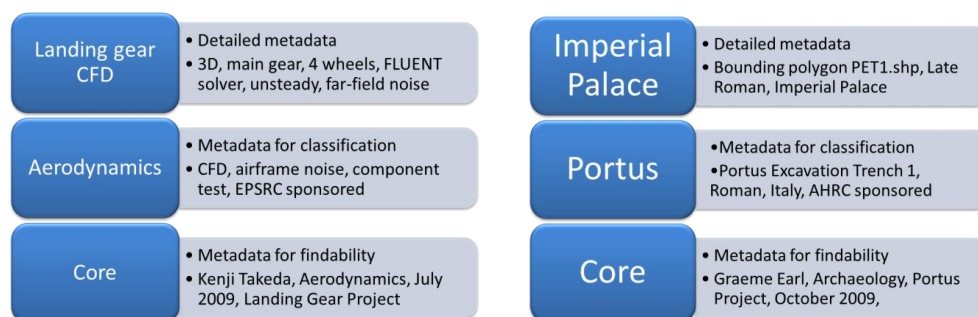 Landing gear
CFD
• Detailed metadata
• 3D, main gear, 4 wheels, FLUENT
solver, unsteady, far-field noise
Aerodynamics
• Metadata for classification
• CFD, airframe noise, component
test, EPSRC sponsored
Core
• Metadata for findability
• Kenji Takeda, Aerodynamics, July
2009, Landing Gear Project
Imperial
Palace
• Detailed metadata
• Bounding polygon PET1.shp, Late
Roman, Imperial Palace
Portus
•Metadata for classification
•Portus Excavation Trench 1,
Roman, Italy, AHRC sponsored
Core
• Metadata for findability
• Graeme Earl, Archaeology, Portus
Project, October 2009,